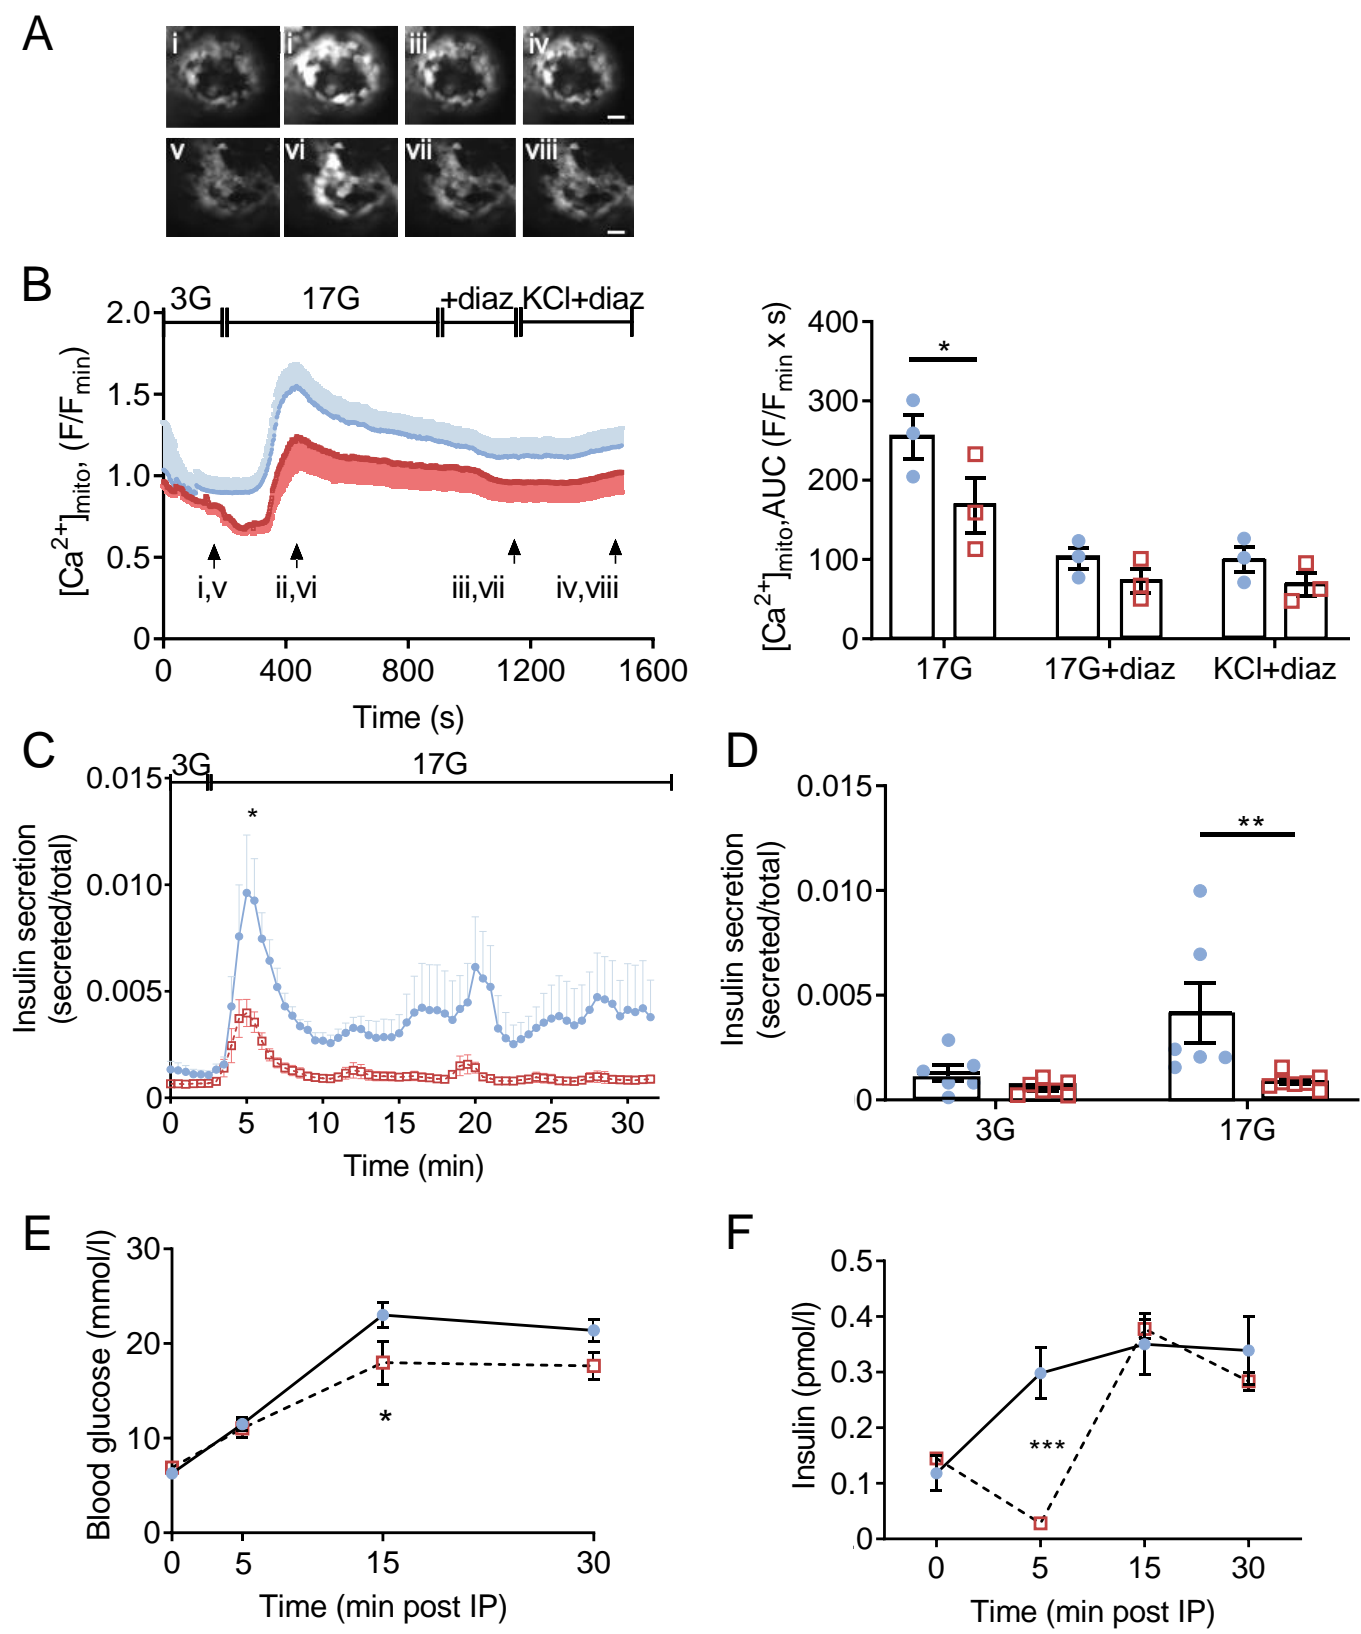 A
i
i
iii
iv
v
vi
vii
viii
B
3G
17G
+diaz
KCl+diaz
2.0
1.5
1.0
0.5
0
[Ca2+]mito, (F/Fmin)
i,v
ii,vi
iii,vii
iv,viii
0
400
800
1200
1600
Time (s)
400
300
200
100
0
[Ca2+]mito,AUC (F/Fmin x s)
*
17G
17G+diaz
KCl+diaz
C
3G
17G
0.015
0.010
0.005
0
Insulin secretion
(secreted/total)
*
0
5
10
15
20
25
30
Time (min)
D
0.015
0.010
0.005
0
Insulin secretion
(secreted/total)
**
3G
17G
E
30
20
10
0
Blood glucose (mmol/l)
*
0
5
15
30
Time (min post IP)
F
0.5
0.4
0.3
0.2
0.1
.0
Insulin (pmol/l)
***
0
5
15
30
Time (min post IP)